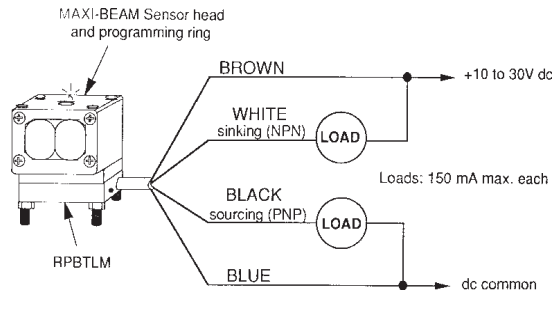 MAXI-BEAM Sensor head
and programming ring
BROWN
+10 to 30V dc
WHITE
sinking (NPN)
LOAD
Loads: 150 mA max. each
BLACK
sourcing (PNP)
LOAD
RPBTLM
BLUE
dc common